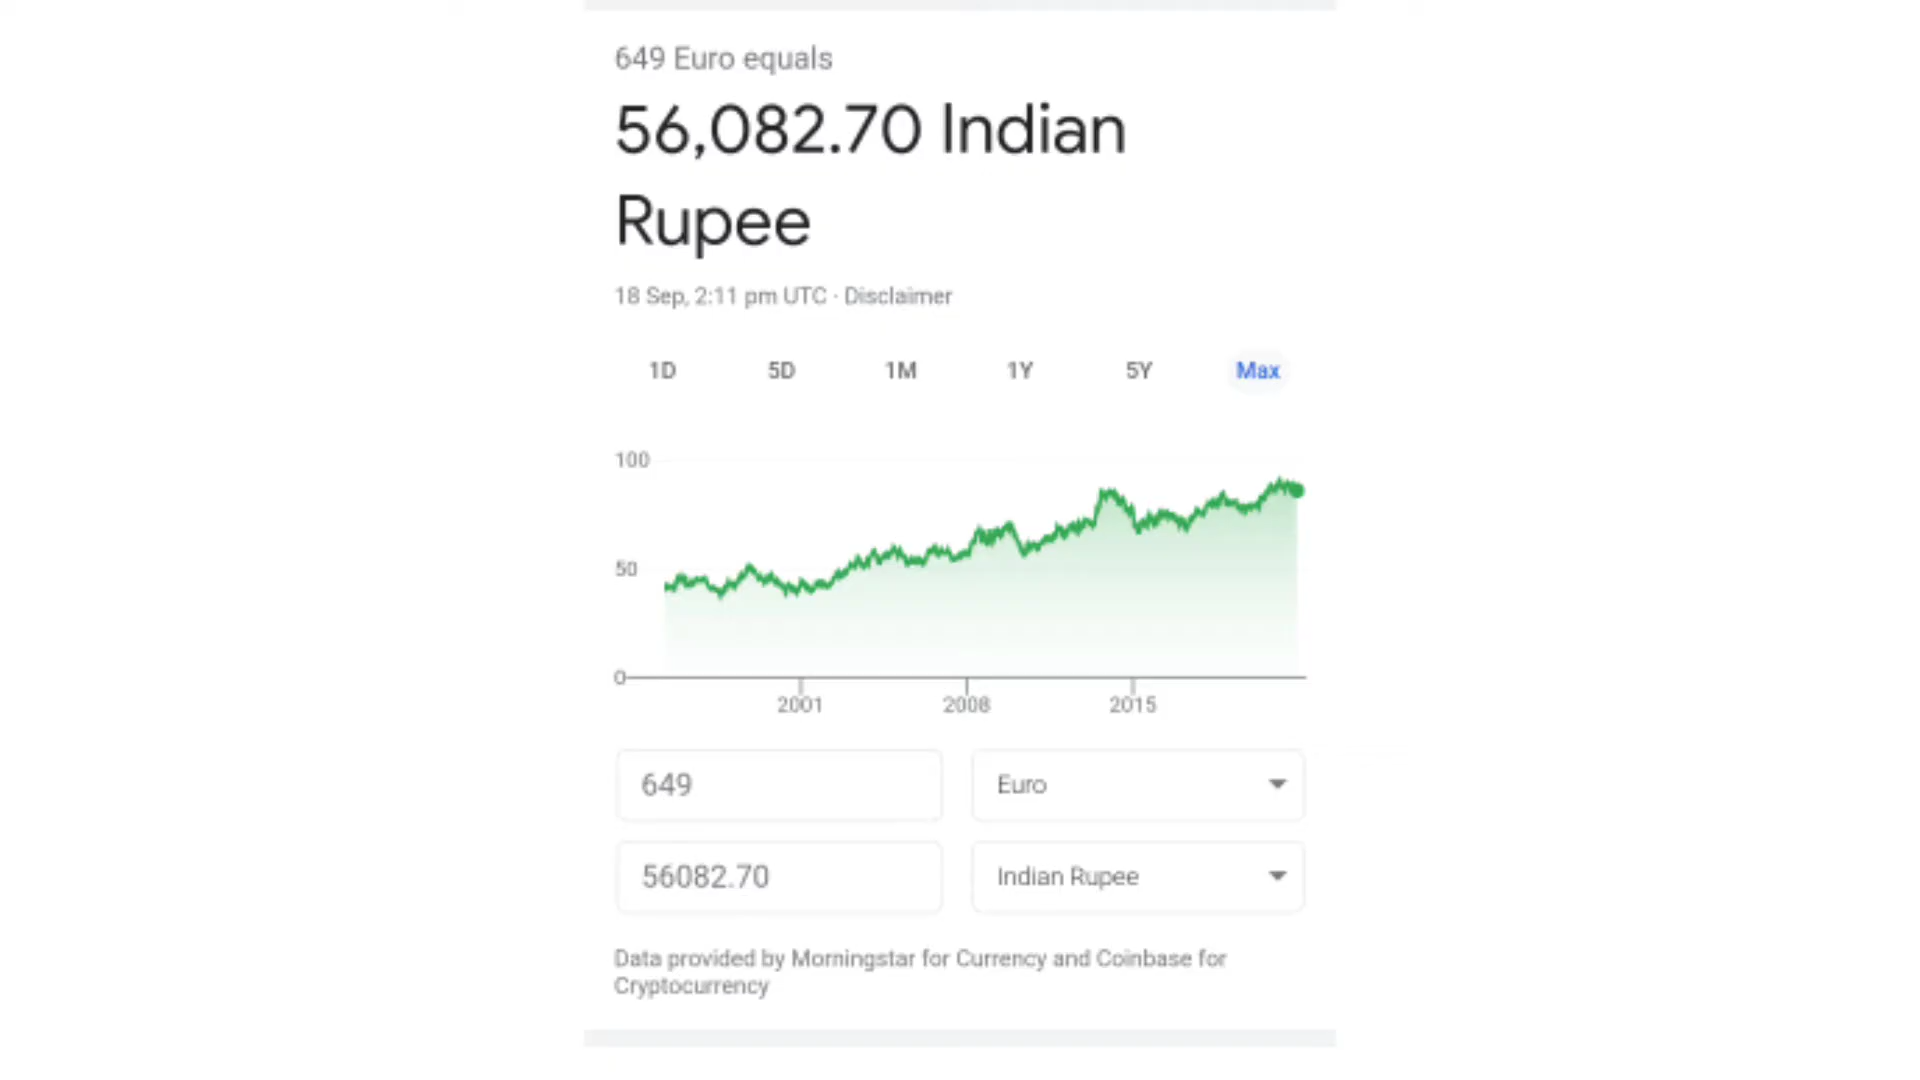 649 Euro equals
56,082.70 Indian
Rupee
18 Sep, 2:11 pm UTC · Disclaimer
1D 5D 1M 1Y 5Y Max
100
50
0
2001 2008 2015
649 Euro
56082.70 Indian Rupee
Data provided by Morningstar for Currency and Coinbase for
Cryptocurrency